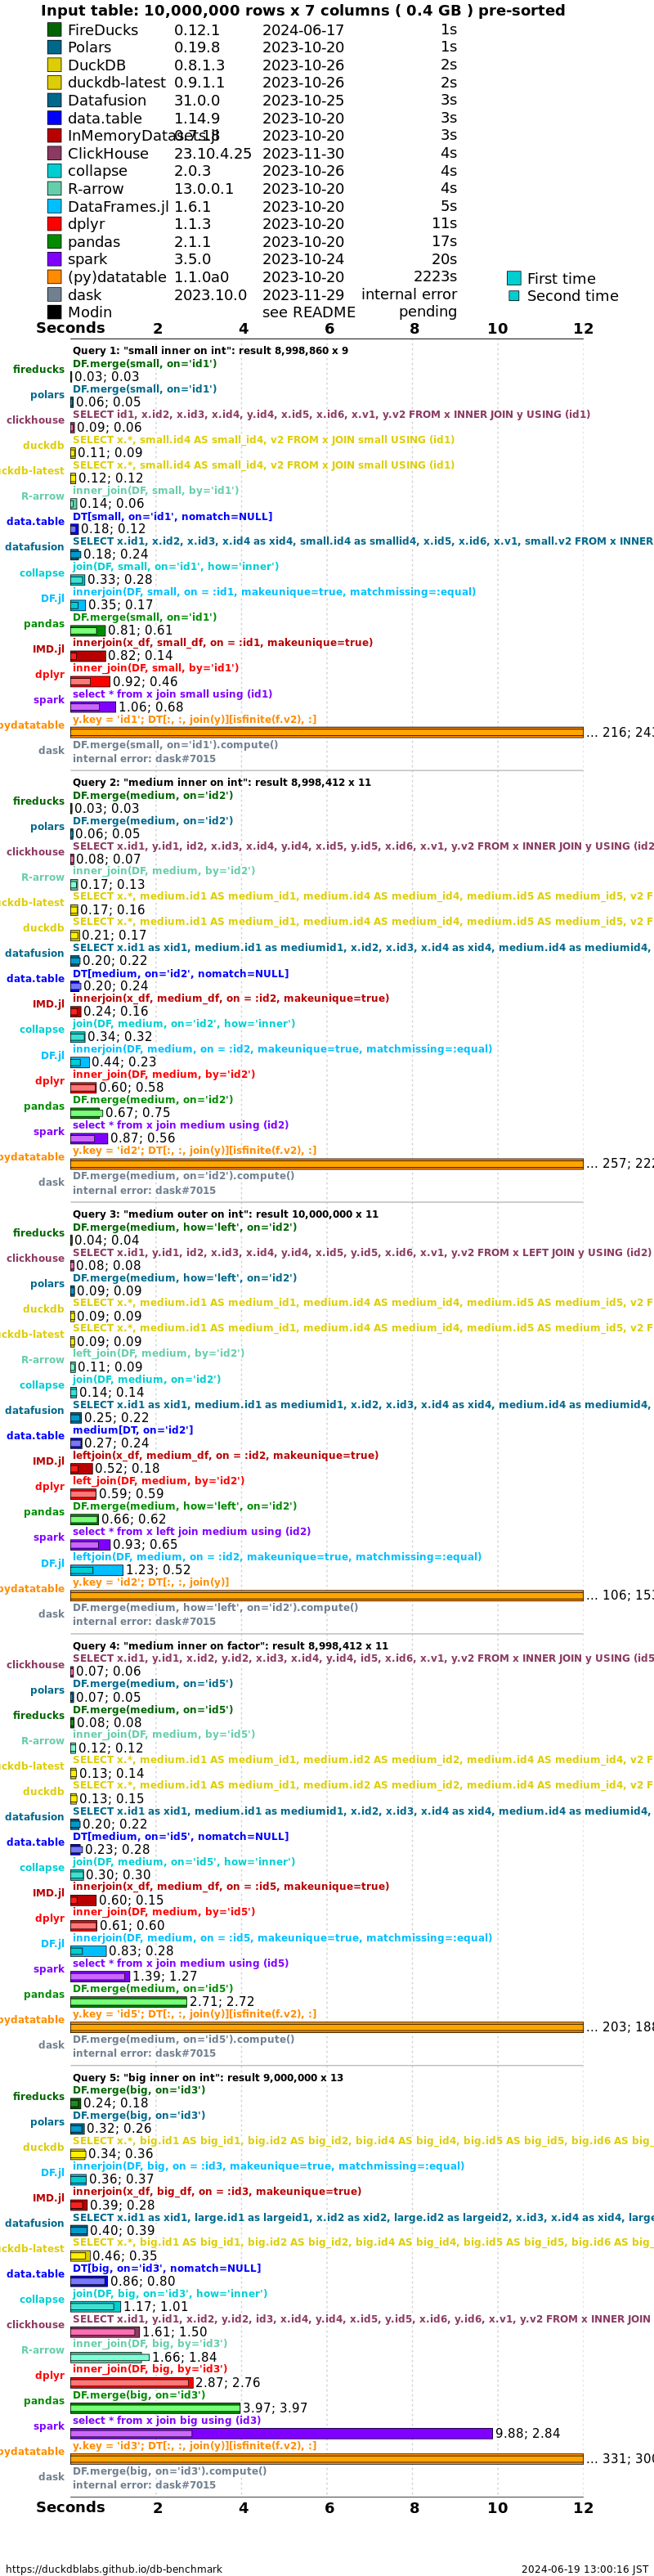 Input table: 10,000,000 rows x 7 columns ( 0.4 GB ) pre-sorted
FireDucks 0.12.1 2024-06-17 1s
Polars 0.19.8 2023-10-20 1s
DuckDB 0.8.1.3 2023-10-26 2s
duckdb-latest 0.9.1.1 2023-10-26 2s
Datafusion 31.0.0 2023-10-25 3s
data.table 1.14.9 2023-10-20 3s
InMemoryDatasets.jl 0.7.18 2023-10-20 3s
ClickHouse 23.10.4.25 2023-11-30 4s
collapse 2.0.3 2023-10-26 4s
R-arrow 13.0.0.1 2023-10-20 4s
DataFrames.jl 1.6.1 2023-10-20 5s
dplyr 1.1.3 2023-10-20 11s
pandas 2.1.1 2023-10-20 17s
spark 3.5.0 2023-10-24 20s
(py)datatable 1.1.0a0 2023-10-20 2223s
dask 2023.10.0 2023-11-29 internal error
Modin see README pending
First time
Second time
Seconds 2 4 6 8 10 12
Query 1: "small inner on int": result 8,998,860 x 9
DF.merge(small, on='id1')
fireducks 0.03; 0.03
DF.merge(small, on='id1')
polars 0.06; 0.05
SELECT id1, x.id2, x.id3, x.id4, y.id4, x.id5, x.id6, x.v1, y.v2 FROM x INNER JOIN y USING (id1)
clickhouse 0.09; 0.06
SELECT x.*, small.id4 AS small_id4, v2 FROM x JOIN small USING (id1)
duckdb 0.11; 0.09
SELECT x.*, small.id4 AS small_id4, v2 FROM x JOIN small USING (id1)
uckdb-latest 0.12; 0.12
inner_join(DF, small, by='id1')
R-arrow 0.14; 0.06
DT[small, on='id1', nomatch=NULL]
data.table 0.18; 0.12
SELECT x.id1, x.id2, x.id3, x.id4 as xid4, small.id4 as smallid4, x.id5, x.id6, x.v1, small.v2 FROM x INNER
datafusion 0.18; 0.24
join(DF, small, on='id1', how='inner')
collapse 0.33; 0.28
innerjoin(DF, small, on = :id1, makeunique=true, matchmissing=:equal)
DF.jl 0.35; 0.17
DF.merge(small, on='id1')
pandas 0.81; 0.61
innerjoin(x_df, small_df, on = :id1, makeunique=true)
IMD.jl 0.82; 0.14
inner_join(DF, small, by='id1')
dplyr 0.92; 0.46
select * from x join small using (id1)
spark 1.06; 0.68
y.key = 'id1'; DT[:, :, join(y)][isfinite(f.v2), :]
pydatatable ... 216; 243
DF.merge(small, on='id1').compute()
dask internal error: dask#7015
Query 2: "medium inner on int": result 8,998,412 x 11
DF.merge(medium, on='id2')
fireducks 0.03; 0.03
DF.merge(medium, on='id2')
polars 0.06; 0.05
SELECT x.id1, y.id1, id2, x.id3, x.id4, y.id4, x.id5, y.id5, x.id6, x.v1, y.v2 FROM x INNER JOIN y USING (id2
clickhouse 0.08; 0.07
inner_join(DF, medium, by='id2')
R-arrow 0.17; 0.13
SELECT x.*, medium.id1 AS medium_id1, medium.id4 AS medium_id4, medium.id5 AS medium_id5, v2 F
uckdb-latest 0.17; 0.16
SELECT x.*, medium.id1 AS medium_id1, medium.id4 AS medium_id4, medium.id5 AS medium_id5, v2 F
duckdb 0.21; 0.17
SELECT x.id1 as xid1, medium.id1 as mediumid1, x.id2, x.id3, x.id4 as xid4, medium.id4 as mediumid4,
datafusion 0.20; 0.22
DT[medium, on='id2', nomatch=NULL]
data.table 0.20; 0.24
innerjoin(x_df, medium_df, on = :id2, makeunique=true)
IMD.jl 0.24; 0.16
join(DF, medium, on='id2', how='inner')
collapse 0.34; 0.32
innerjoin(DF, medium, on = :id2, makeunique=true, matchmissing=:equal)
DF.jl 0.44; 0.23
inner_join(DF, medium, by='id2')
dplyr 0.60; 0.58
DF.merge(medium, on='id2')
pandas 0.67; 0.75
select * from x join medium using (id2)
spark 0.87; 0.56
y.key = 'id2'; DT[:, :, join(y)][isfinite(f.v2), :]
pydatatable ... 257; 222
DF.merge(medium, on='id2').compute()
dask internal error: dask#7015
Query 3: "medium outer on int": result 10,000,000 x 11
DF.merge(medium, how='left', on='id2')
fireducks 0.04; 0.04
SELECT x.id1, y.id1, id2, x.id3, x.id4, y.id4, x.id5, y.id5, x.id6, x.v1, y.v2 FROM x LEFT JOIN y USING (id2)
clickhouse 0.08; 0.08
DF.merge(medium, how='left', on='id2')
polars 0.09; 0.09
SELECT x.*, medium.id1 AS medium_id1, medium.id4 AS medium_id4, medium.id5 AS medium_id5, v2 F
duckdb 0.09; 0.09
SELECT x.*, medium.id1 AS medium_id1, medium.id4 AS medium_id4, medium.id5 AS medium_id5, v2 F
uckdb-latest 0.09; 0.09
left_join(DF, medium, by='id2')
R-arrow 0.11; 0.09
join(DF, medium, on='id2')
collapse 0.14; 0.14
SELECT x.id1 as xid1, medium.id1 as mediumid1, x.id2, x.id3, x.id4 as xid4, medium.id4 as mediumid4,
datafusion 0.25; 0.22
medium[DT, on='id2']
data.table 0.27; 0.24
leftjoin(x_df, medium_df, on = :id2, makeunique=true)
IMD.jl 0.52; 0.18
left_join(DF, medium, by='id2')
dplyr 0.59; 0.59
DF.merge(medium, how='left', on='id2')
pandas 0.66; 0.62
select * from x left join medium using (id2)
spark 0.93; 0.65
leftjoin(DF, medium, on = :id2, makeunique=true, matchmissing=:equal)
DF.jl 1.23; 0.52
y.key = 'id2'; DT[:, :, join(y)]
pydatatable ... 106; 153
DF.merge(medium, how='left', on='id2').compute()
dask internal error: dask#7015
Query 4: "medium inner on factor": result 8,998,412 x 11
SELECT x.id1, y.id1, x.id2, y.id2, x.id3, x.id4, y.id4, id5, x.id6, x.v1, y.v2 FROM x INNER JOIN y USING (id5
clickhouse 0.07; 0.06
DF.merge(medium, on='id5')
polars 0.07; 0.05
DF.merge(medium, on='id5')
fireducks 0.08; 0.08
inner_join(DF, medium, by='id5')
R-arrow 0.12; 0.12
SELECT x.*, medium.id1 AS medium_id1, medium.id2 AS medium_id2, medium.id4 AS medium_id4, v2 F
uckdb-latest 0.13; 0.14
SELECT x.*, medium.id1 AS medium_id1, medium.id2 AS medium_id2, medium.id4 AS medium_id4, v2 F
duckdb 0.13; 0.15
SELECT x.id1 as xid1, medium.id1 as mediumid1, x.id2, x.id3, x.id4 as xid4, medium.id4 as mediumid4,
datafusion 0.20; 0.22
DT[medium, on='id5', nomatch=NULL]
data.table 0.23; 0.28
join(DF, medium, on='id5', how='inner')
collapse 0.30; 0.30
innerjoin(x_df, medium_df, on = :id5, makeunique=true)
IMD.jl 0.60; 0.15
inner_join(DF, medium, by='id5')
dplyr 0.61; 0.60
innerjoin(DF, medium, on = :id5, makeunique=true, matchmissing=:equal)
DF.jl 0.83; 0.28
select * from x join medium using (id5)
spark 1.39; 1.27
DF.merge(medium, on='id5')
pandas 2.71; 2.72
y.key = 'id5'; DT[:, :, join(y)][isfinite(f.v2), :]
pydatatable ... 203; 188
DF.merge(medium, on='id5').compute()
dask internal error: dask#7015
Query 5: "big inner on int": result 9,000,000 x 13
DF.merge(big, on='id3')
fireducks 0.24; 0.18
DF.merge(big, on='id3')
polars 0.32; 0.26
SELECT x.*, big.id1 AS big_id1, big.id2 AS big_id2, big.id4 AS big_id4, big.id5 AS big_id5, big.id6 AS big_
duckdb 0.34; 0.36
innerjoin(DF, big, on = :id3, makeunique=true, matchmissing=:equal)
DF.jl 0.36; 0.37
innerjoin(x_df, big_df, on = :id3, makeunique=true)
IMD.jl 0.39; 0.28
SELECT x.id1 as xid1, large.id1 as largeid1, x.id2 as xid2, large.id2 as largeid2, x.id3, x.id4 as xid4, large
datafusion 0.40; 0.39
SELECT x.*, big.id1 AS big_id1, big.id2 AS big_id2, big.id4 AS big_id4, big.id5 AS big_id5, big.id6 AS big_
uckdb-latest 0.46; 0.35
DT[big, on='id3', nomatch=NULL]
data.table 0.86; 0.80
join(DF, big, on='id3', how='inner')
collapse 1.17; 1.01
SELECT x.id1, y.id1, x.id2, y.id2, id3, x.id4, y.id4, x.id5, y.id5, x.id6, y.id6, x.v1, y.v2 FROM x INNER JOIN
clickhouse 1.61; 1.50
inner_join(DF, big, by='id3')
R-arrow 1.66; 1.84
inner_join(DF, big, by='id3')
dplyr 2.87; 2.76
DF.merge(big, on='id3')
pandas 3.97; 3.97
select * from x join big using (id3)
spark 9.88; 2.84
y.key = 'id3'; DT[:, :, join(y)][isfinite(f.v2), :]
pydatatable ... 331; 300
DF.merge(big, on='id3').compute()
dask internal error: dask#7015
Seconds 2 4 6 8 10 12
https://duckdblabs.github.io/db-benchmark 2024-06-19 13:00:16 JST